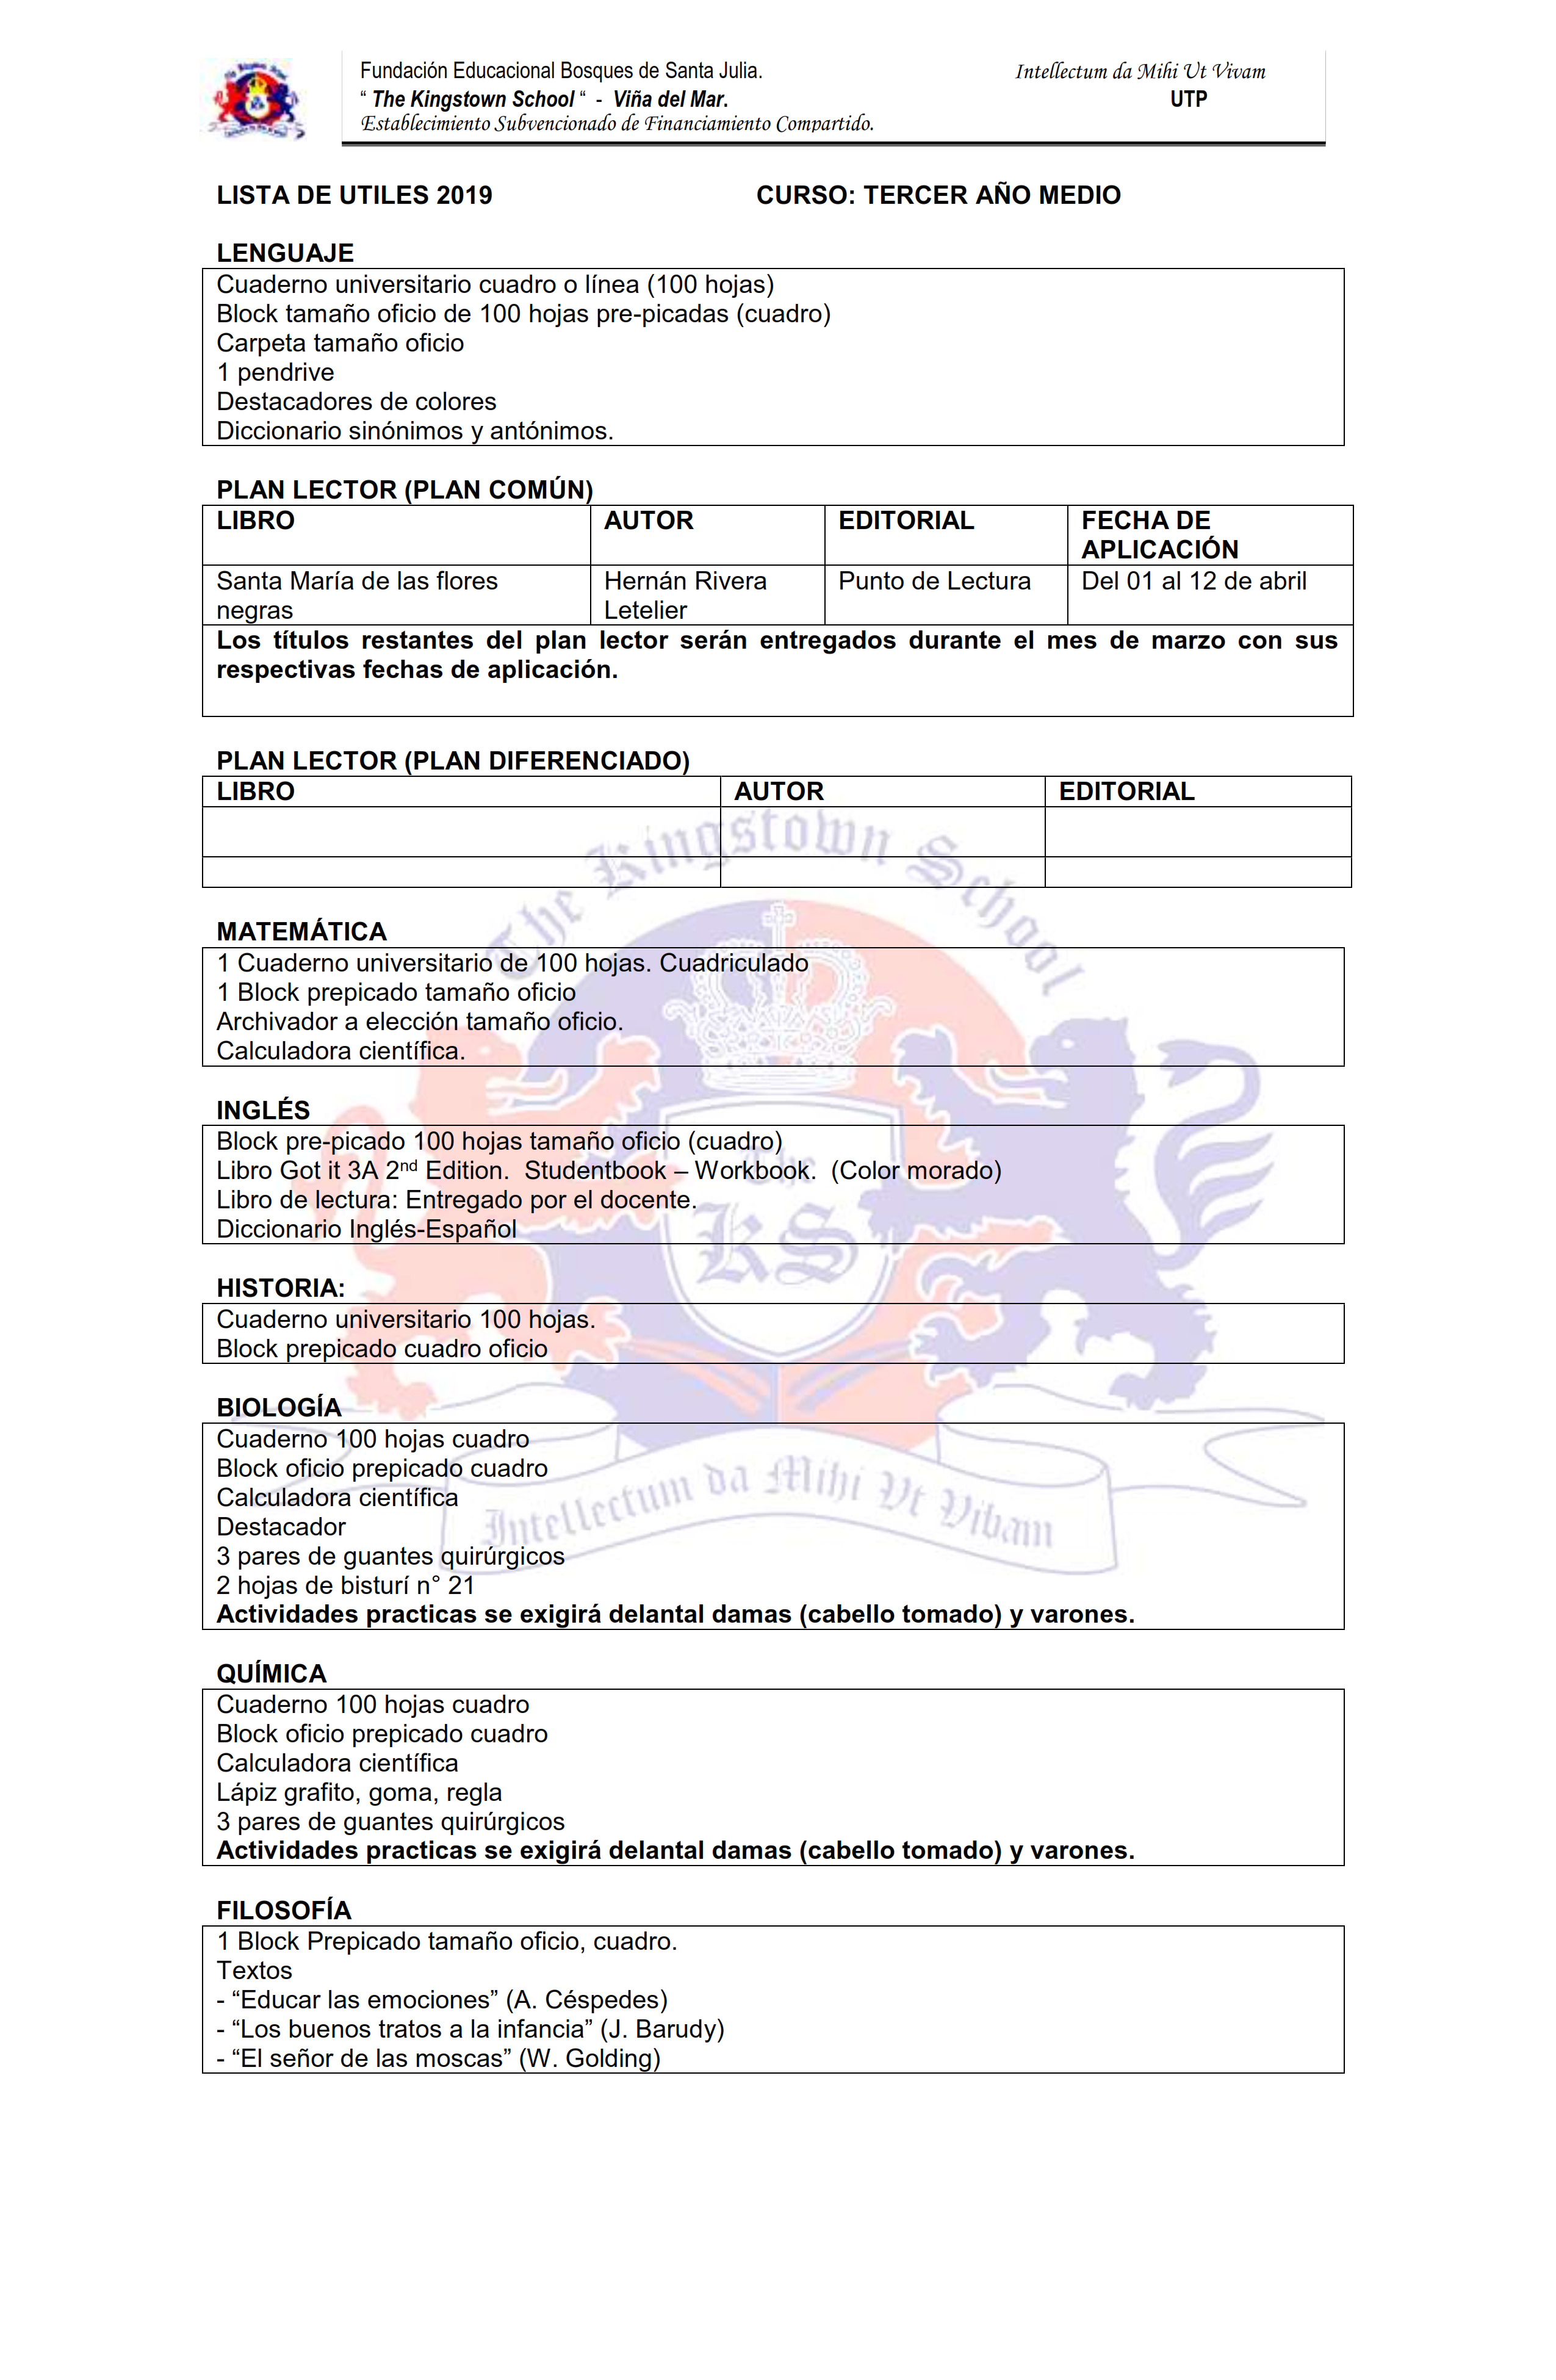 Fundación Educacional Bosques de Santa Julia. Intellectum da Mihi Ut Vivam
“ The Kingstown School “ - Viña del Mar. UTP
Establecimiento Subvencionado de Financiamiento Compartido.
LISTA DE UTILES 2019 CURSO: TERCER AÑO MEDIO
LENGUAJE
Cuaderno universitario cuadro o línea (100 hojas)
Block tamaño oficio de 100 hojas pre-picadas (cuadro)
Carpeta tamaño oficio
1 pendrive
Destacadores de colores
Diccionario sinónimos y antónimos.
PLAN LECTOR (PLAN COMÚN)
LIBRO AUTOR EDITORIAL FECHA DE
APLICACIÓN
Santa María de las flores Hernán Rivera Punto de Lectura Del 01 al 12 de abril
negras Letelier
Los títulos restantes del plan lector serán entregados durante el mes de marzo con sus
respectivas fechas de aplicación.
PLAN LECTOR (PLAN DIFERENCIADO)
LIBRO AUTOR EDITORIAL
The Kingstown School
MATEMÁTICA
1 Cuaderno universitario de 100 hojas. Cuadriculado
1 Block prepicado tamaño oficio
Archivador a elección tamaño oficio.
Calculadora científica.
INGLÉS
Block pre-picado 100 hojas tamaño oficio (cuadro)
Libro Got it 3A 2nd Edition. Studentbook – Workbook. (Color morado)
Libro de lectura: Entregado por el docente.
Diccionario Inglés-Español
The
KS
HISTORIA:
Cuaderno universitario 100 hojas.
Block prepicado cuadro oficio
BIOLOGÍA
Cuaderno 100 hojas cuadro
Block oficio prepicado cuadro
Calculadora científica
Destacador
3 pares de guantes quirúrgicos
2 hojas de bisturí n° 21
Actividades practicas se exigirá delantal damas (cabello tomado) y varones.
Intellectum da Mihi Vt Vibam
QUÍMICA
Cuaderno 100 hojas cuadro
Block oficio prepicado cuadro
Calculadora científica
Lápiz grafito, goma, regla
3 pares de guantes quirúrgicos
Actividades practicas se exigirá delantal damas (cabello tomado) y varones.
FILOSOFÍA
1 Block Prepicado tamaño oficio, cuadro.
Textos
- “Educar las emociones” (A. Céspedes)
- “Los buenos tratos a la infancia” (J. Barudy)
- “El señor de las moscas” (W. Golding)